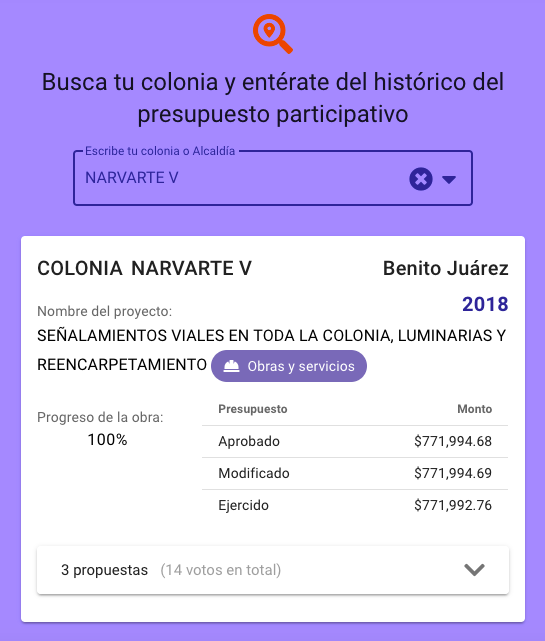 Busca tu colonia y entérate del histórico del
presupuesto participativo
Escribe tu colonia o Alcaldía
NARVARTE V
COLONIA NARVARTE V
Benito Juárez
2018
Nombre del proyecto:
SEÑALAMIENTOS VIALES EN TODA LA COLONIA, LUMINARIAS Y
REENCARPETAMIENTO Obras y servicios
Progreso de la obra:
100%
Presupuesto Monto
Aprobado $771,994.68
Modificado $771,994.69
Ejercido $771,992.76
3 propuestas (14 votos en total)